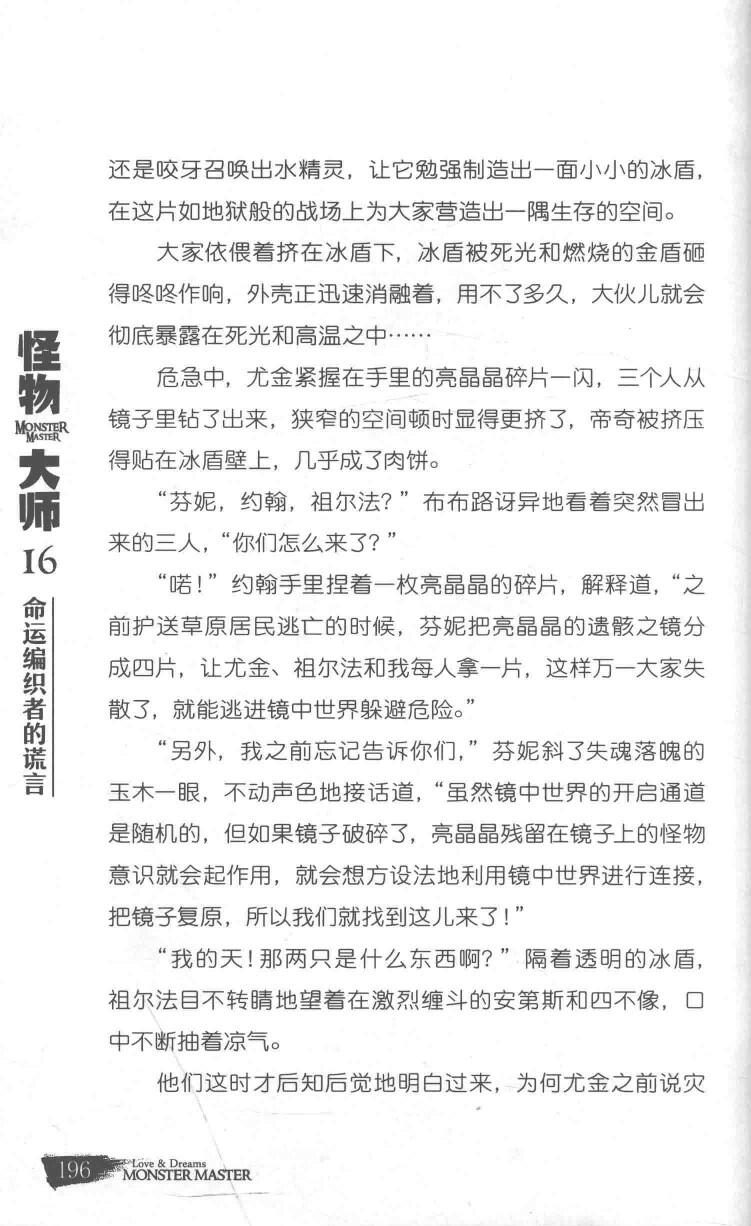 还是咬牙召唤出水精灵，让它勉强制造出一面小小的冰盾，
在这片如地狱般的战场上为大家营造出一隅生存的空间。
大家依偎着挤在冰盾下，冰盾被死光和燃烧的金盾砸
得咚咚作响，外壳正迅速消融着，用不了多久，大伙儿就会
彻底暴露在死光和高温之中……
危急中，尤金紧握在手里的亮晶晶碎片一闪，三个人从
镜子里钻了出来，狭窄的空间顿时显得更挤了，帝奇被挤压
得贴在冰盾壁上，几乎成了肉饼。
“芬妮，约翰，祖尔法？”布布路讶异地看着突然冒出
来的三人，“你们怎么来了？”
“喏！”约翰手里捏着一枚亮晶晶的碎片，解释道，“之
前护送草原居民逃亡的时候，芬妮把亮晶晶的遗骸之镜分
成四片，让尤金、祖尔法和我每人拿一片，这样万一大家失
散了，就能逃进镜中世界躲避危险。”
“另外，我之前忘记告诉你们，”芬妮斜了失魂落魄的
玉木一眼，不动声色地接话道，“虽然镜中世界的开启通道
是随机的，但如果镜子破碎了，亮晶晶残留在镜子上的怪物
意识就会起作用，就会想方设法地利用镜中世界进行连接，
把镜子复原，所以我们就找到这儿来了！”
“我的天！那两只是什么东西啊？”隔着透明的冰盾，
祖尔法目不转睛地望着在激烈缠斗的安第斯和四不像，口
中不断抽着凉气。
他们这时才后知后觉地明白过来，为何尤金之前说灾
怪物
MONSTER
MASTER
大师
16
命运编织者的谎言
196
Love & Dreams
MONSTER MASTER